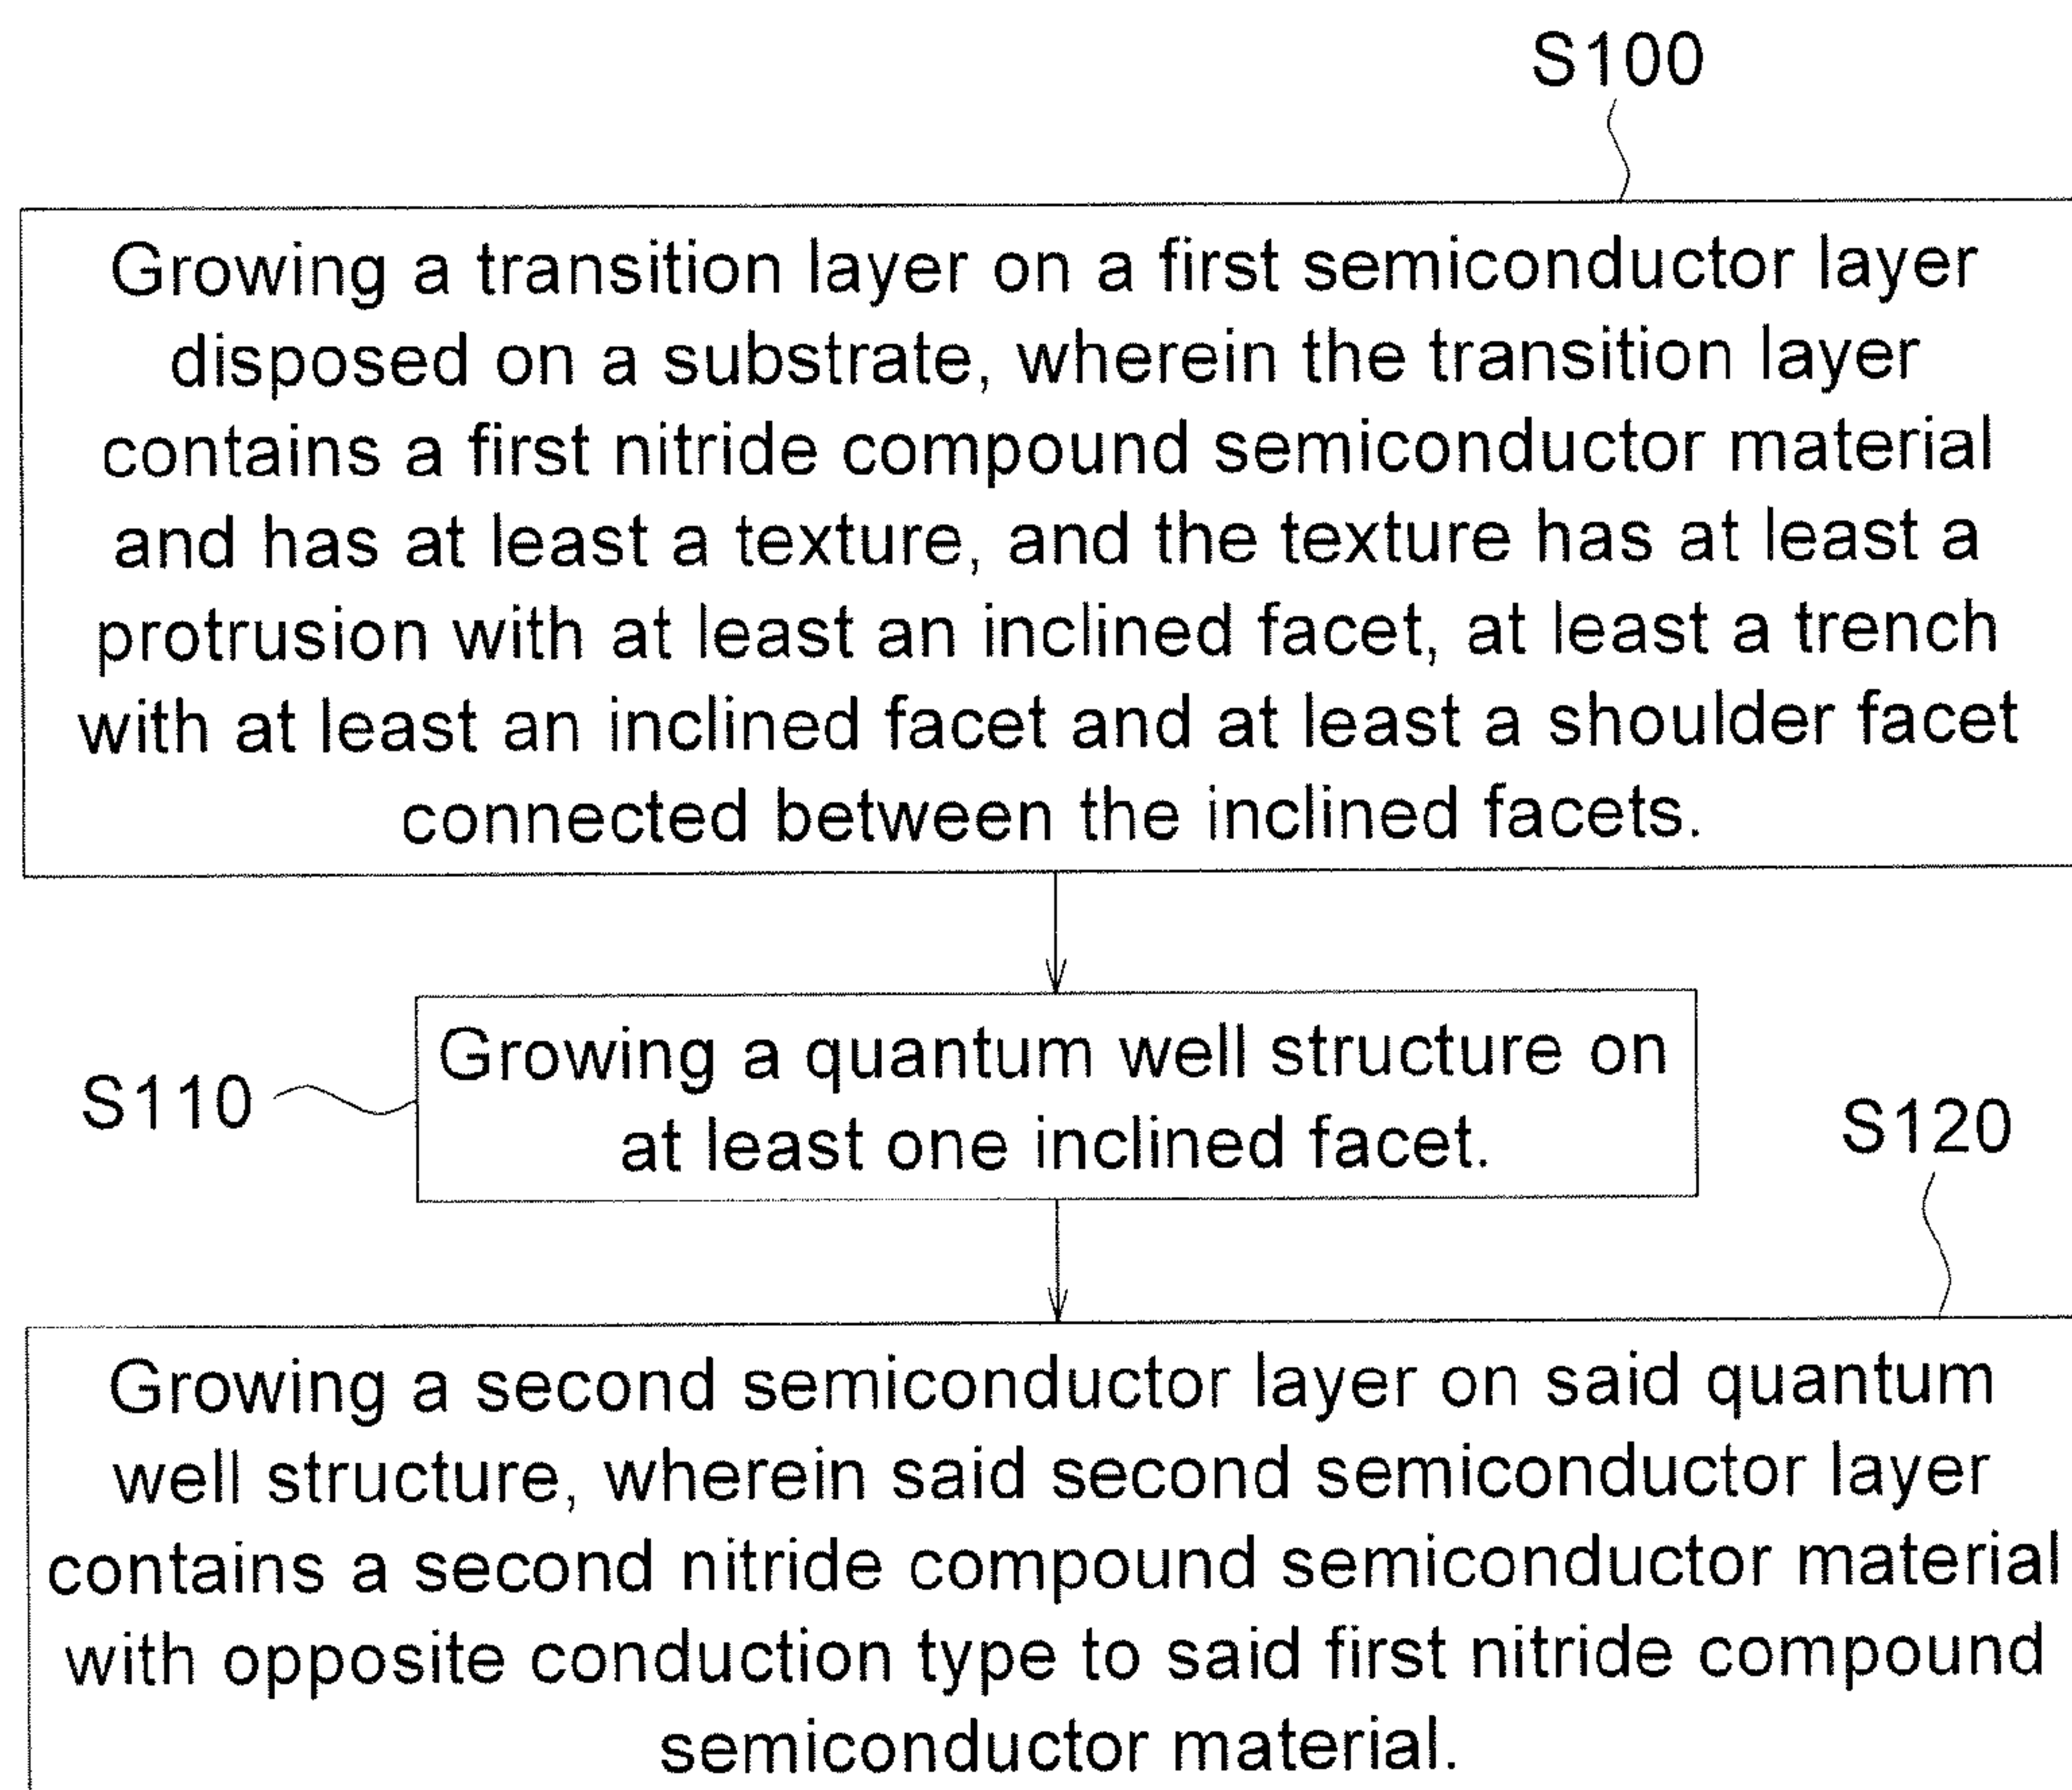 S100
Growing a transition layer on a first semiconductor layer
disposed on a substrate, wherein the transition layer
contains a first nitride compound semiconductor material
and has at least a texture, and the texture has at least a
protrusion with at least an inclined facet, at least a trench
with at least an inclined facet and at least a shoulder facet
connected between the inclined facets.
S110
Growing a quantum well structure on
at least one inclined facet.
S120
Growing a second semiconductor layer on said quantum
well structure, wherein said second semiconductor layer
contains a second nitride compound semiconductor material
with opposite conduction type to said first nitride compound
semiconductor material.